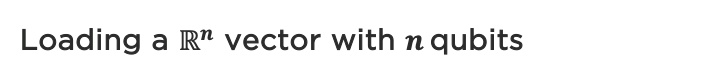 Loading a ℝⁿ vector with n qubits